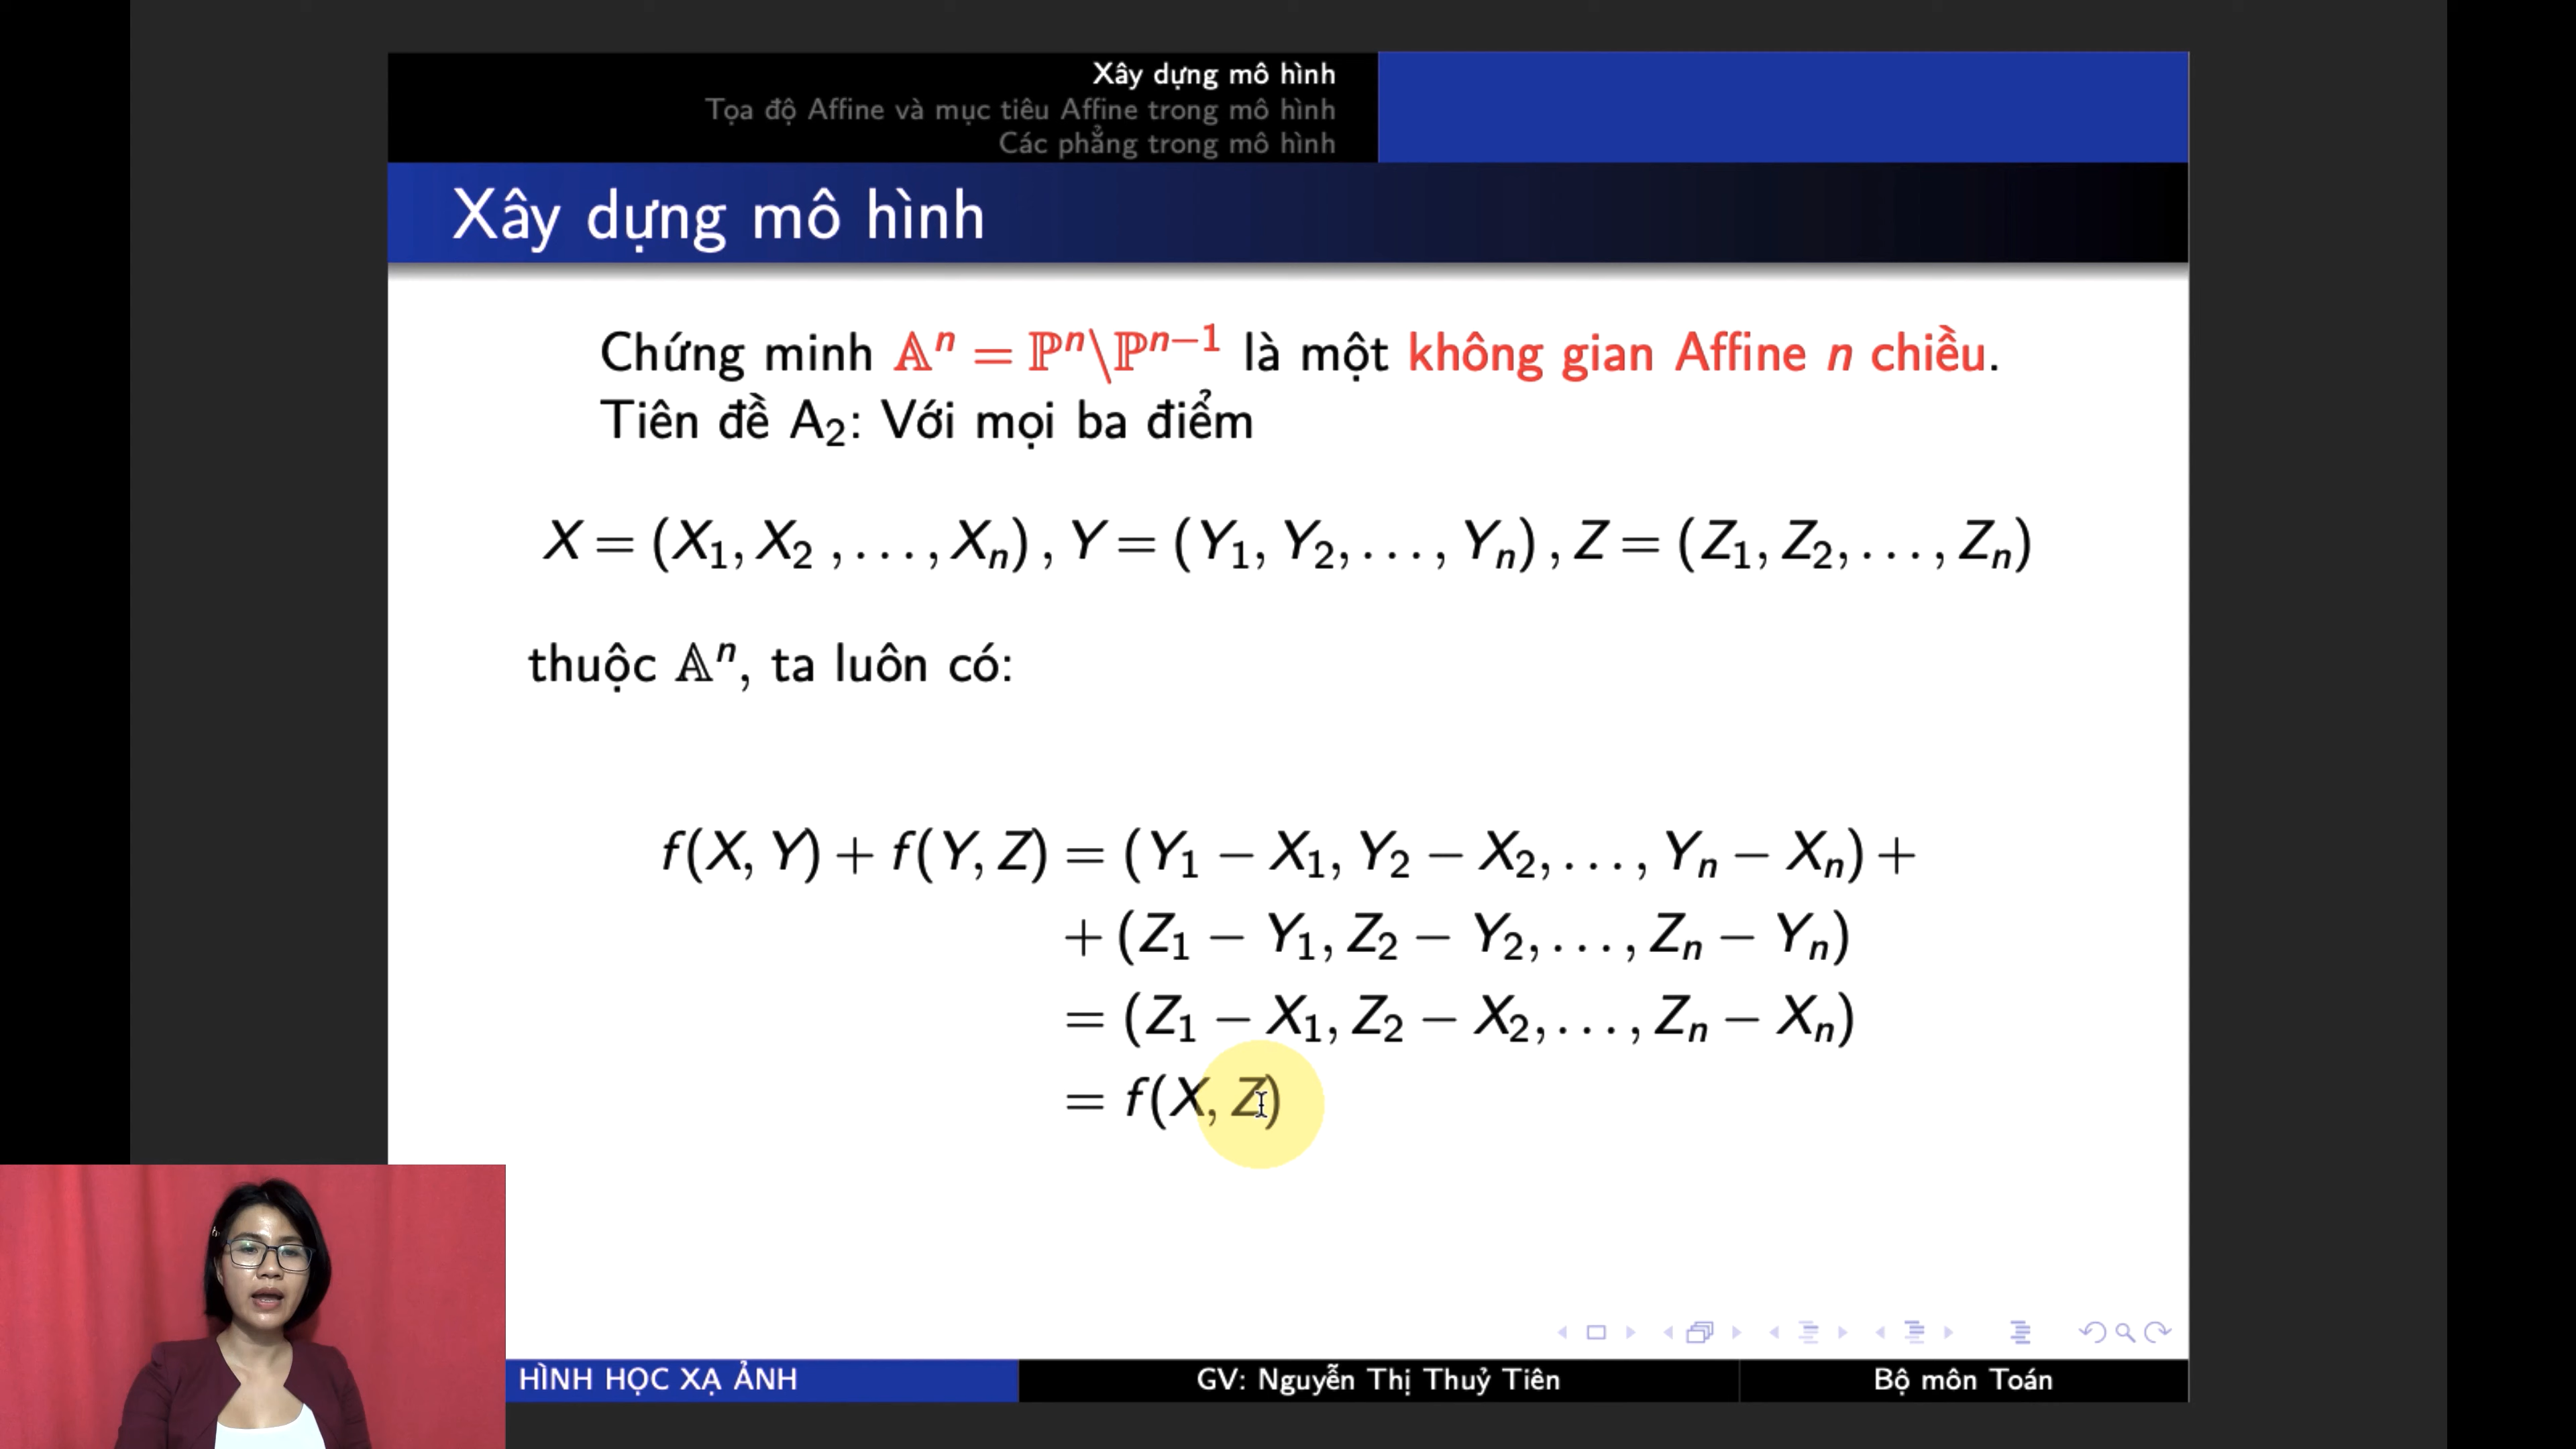 Xây dựng mô hình
Tọa độ Affine và mục tiêu Affine trong mô hình
Các phẳng trong mô hình
Xây dựng mô hình
Chứng minh 𝔸ⁿ = ℙⁿ\ℙⁿ⁻¹ là một không gian Affine n chiều.
Tiên đề A₂: Với mọi ba điểm
X = (X₁, X₂ , . . . , Xₙ) , Y = (Y₁, Y₂, . . . , Yₙ) , Z = (Z₁, Z₂, . . . , Zₙ)
thuộc 𝔸ⁿ, ta luôn có:
f(X, Y) + f(Y, Z) = (Y₁ − X₁, Y₂ − X₂, . . . , Yₙ − Xₙ) +
+ (Z₁ − Y₁, Z₂ − Y₂, . . . , Zₙ − Yₙ)
= (Z₁ − X₁, Z₂ − X₂, . . . , Zₙ − Xₙ)
= f(X, Z)
HÌNH HỌC XẠ ẢNH
GV: Nguyễn Thị Thuỷ Tiên
Bộ môn Toán